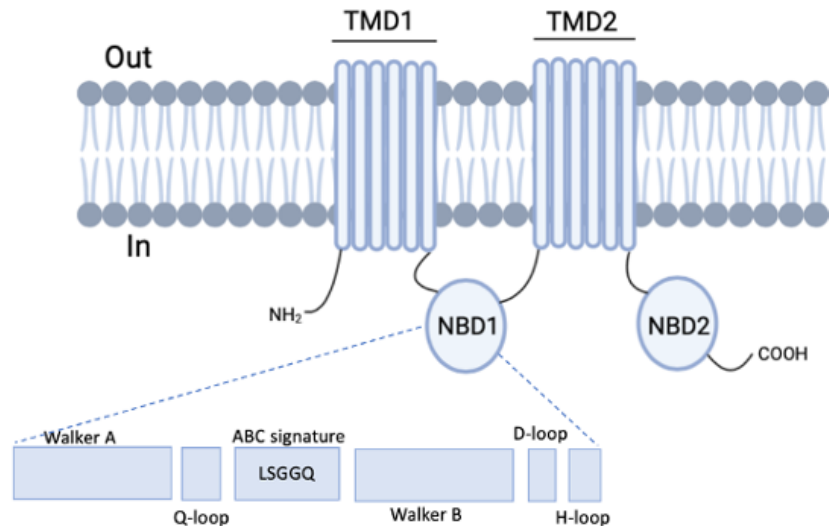 TMD1
TMD2
Out
In
NH₂
NBD1
NBD2
COOH
Walker A
ABC signature
D-loop
LSGGQ
Q-loop
Walker B
H-loop